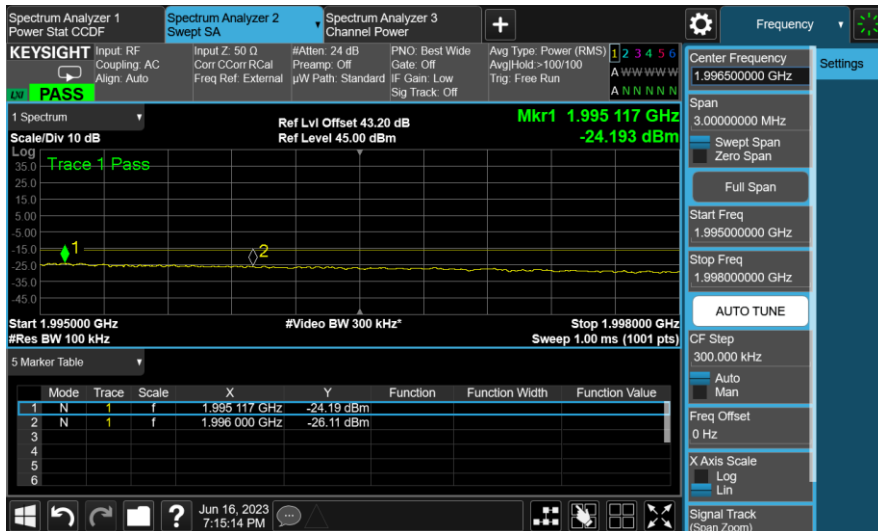 Spectrum Analyzer 1
Power Stat CCDF
Spectrum Analyzer 2
Swept SA
Spectrum Analyzer 3
Channel Power
Frequency
KEYSIGHT
Input: RF
Coupling: AC
Align: Auto
Input Z: 50 Ω
Corr CCorr RCal
Freq Ref: External
#Atten: 24 dB
Preamp: Off
µW Path: Standard
PNO: Best Wide
Gate: Off
IF Gain: Low
Sig Track: Off
Avg Type: Power (RMS)
Avg|Hold:>100/100
Trig: Free Run
1 2 3 4 5 6
A W W W W W
A N N N N N
LXI
PASS
1 Spectrum
Scale/Div 10 dB
Ref Lvl Offset 43.20 dB
Ref Level 45.00 dBm
Mkr1 1.995 117 GHz
-24.193 dBm
Log
Trace 1 Pass
35.0
25.0
15.0
5.00
-5.00
-15.0
-25.0
-35.0
-45.0
1
2
Start 1.995000 GHz
#Res BW 100 kHz
#Video BW 300 kHz*
Stop 1.998000 GHz
Sweep 1.00 ms (1001 pts)
5 Marker Table
Mode Trace Scale X Y Function Function Width Function Value
1 N 1 f 1.995 117 GHz -24.19 dBm
2 N 1 f 1.996 000 GHz -26.11 dBm
3
4
5
6
?
Jun 16, 2023
7:15:14 PM
Center Frequency
1.996500000 GHz
Settings
Span
3.00000000 MHz
Swept Span
Zero Span
Full Span
Start Freq
1.995000000 GHz
Stop Freq
1.998000000 GHz
AUTO TUNE
CF Step
300.000 kHz
Auto
Man
Freq Offset
0 Hz
X Axis Scale
Log
Lin
Signal Track
(Span Zoom)